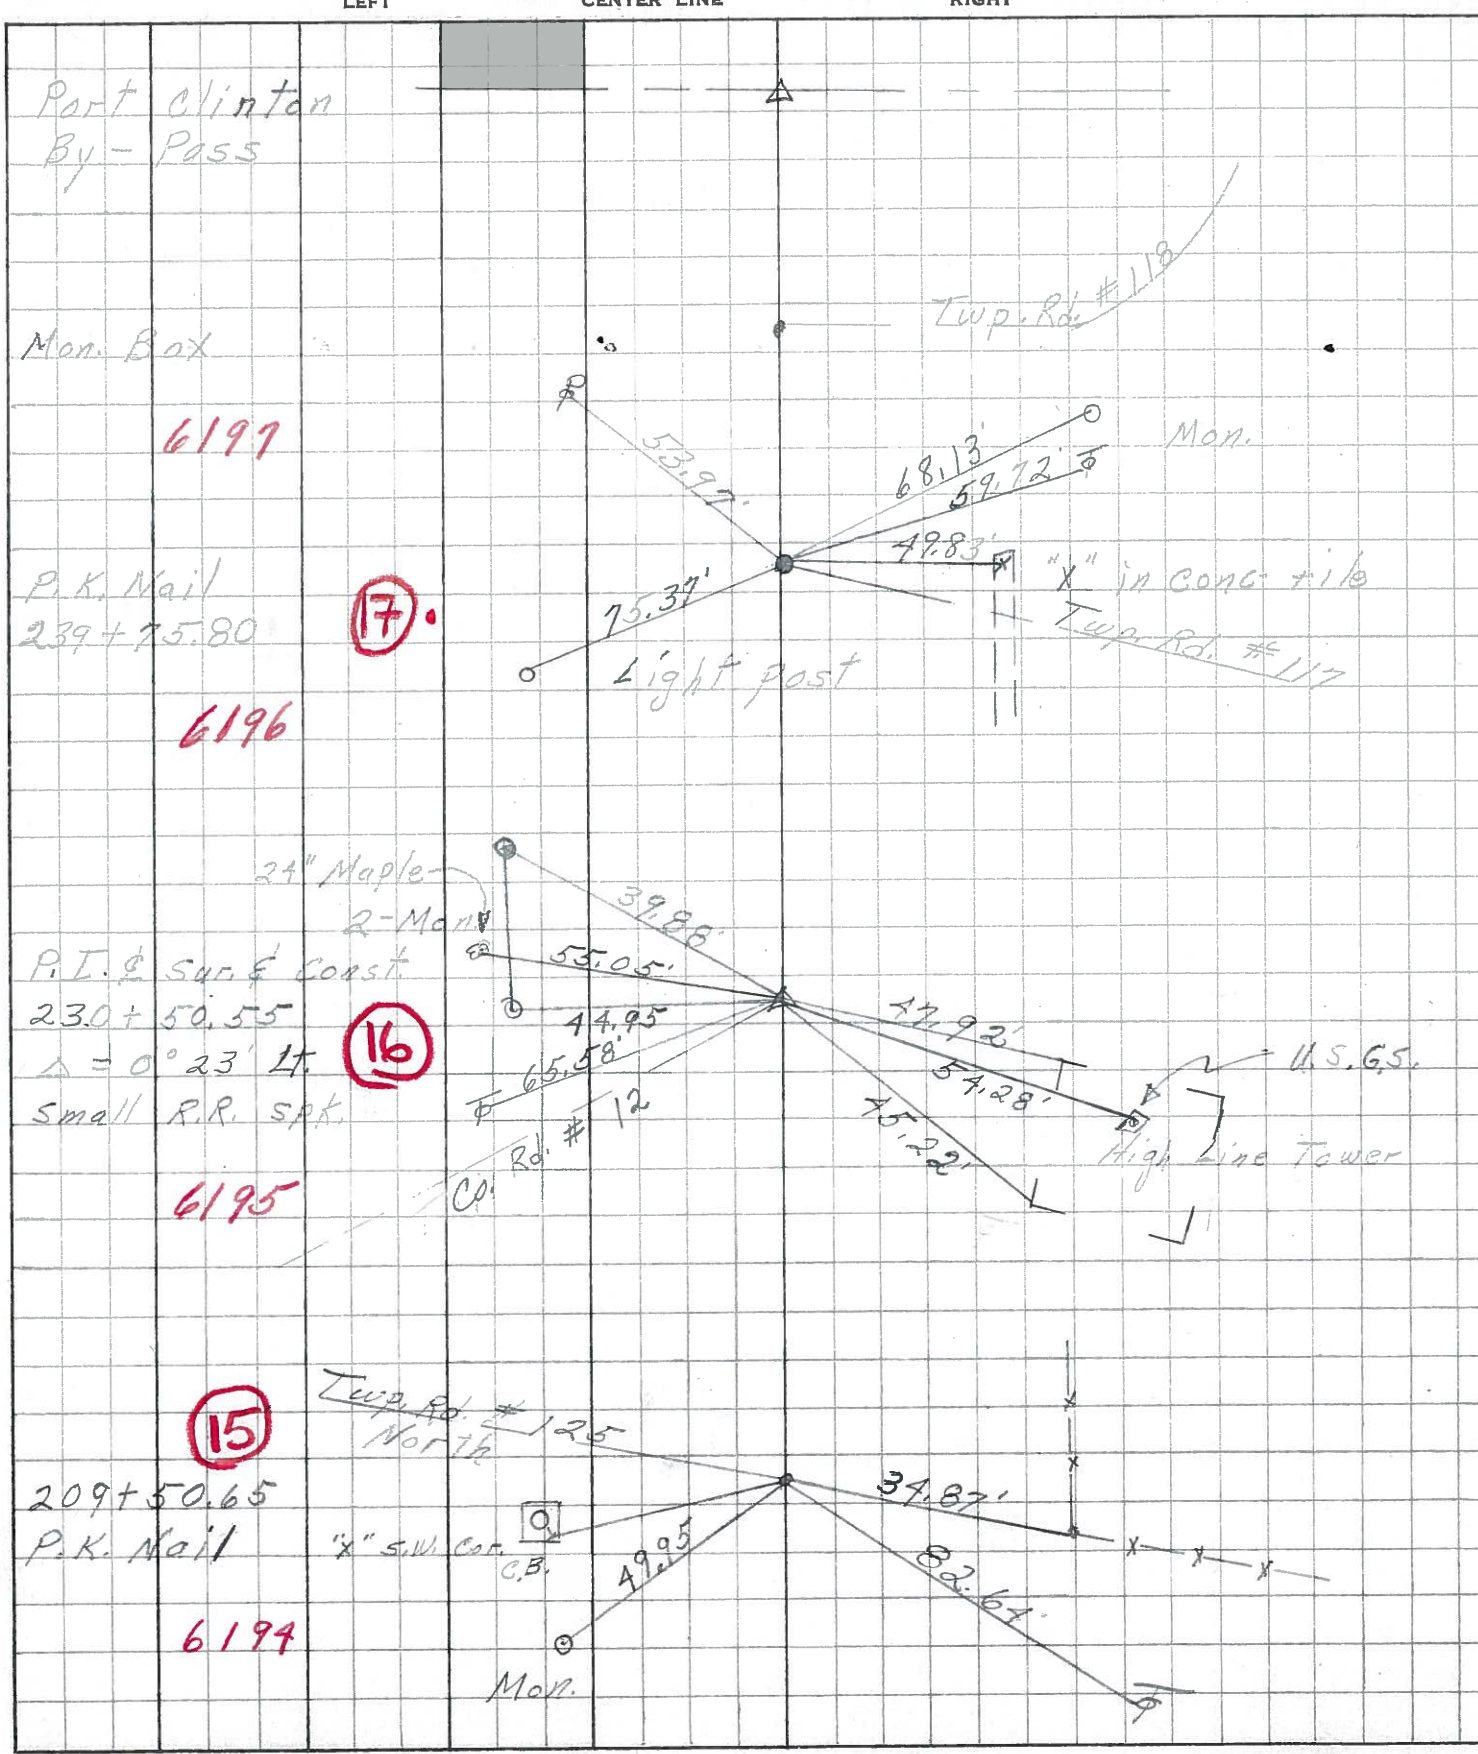 LEFT CENTER LINE RIGHT
Port Clinton
By - Pass
Twp. Rd. #118
Mon. Box
6197
53.97'
68.13'
Mon.
59.72'
49.83'
"X" in conc. tile
P.K. Nail
239+75.80
17
75.37'
Twp. Rd. #117
Light post
6196
24" Maple
2-Mon.
39.88'
P.I. ₵ Sur. & Const.
55.05'
230+50.55
16
44.95
47.92'
Δ = 0° 23' Lt.
65.58'
54.28'
U.S.G.S.
Small R.R. spk.
45.22'
High Line Tower
Co. Rd. # 12
6195
Twp. Rd. # 125
North
15
34.87'
209+50.65
P.K. Nail
"X" S.W. Cor.
C.B.
49.95
82.64'
6194
Mon.